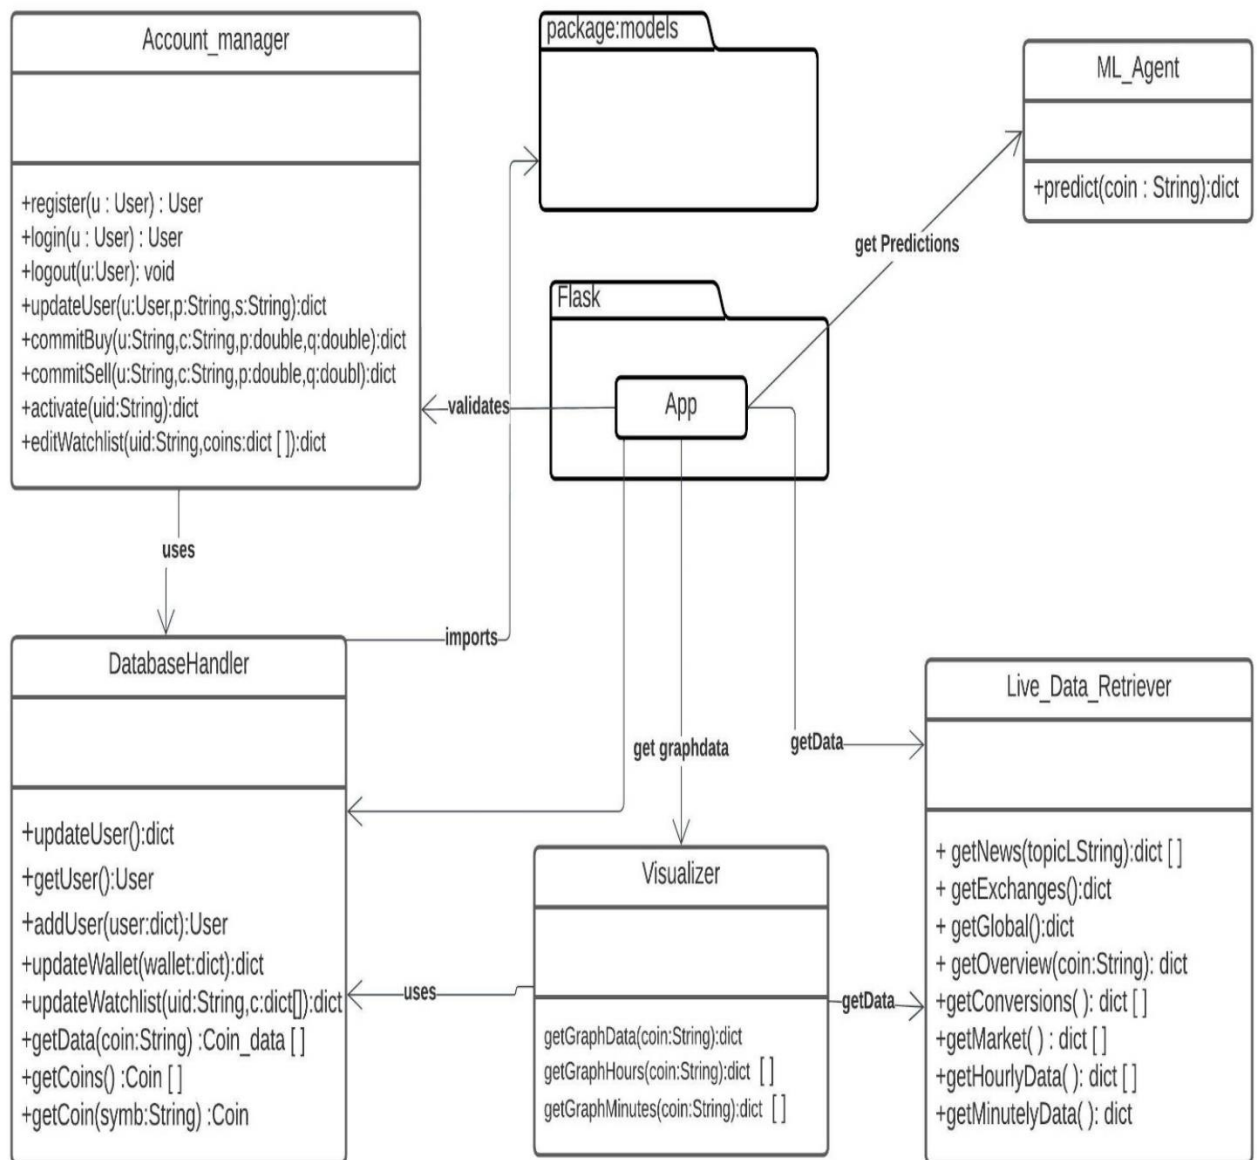 Account_manager
+register(u : User) : User
+login(u : User) : User
+logout(u:User): void
+updateUser(u:User,p:String,s:String):dict
+commitBuy(u:String,c:String,p:double,q:double):dict
+commitSell(u:String,c:String,p:double,q:doubl):dict
+activate(uid:String):dict
+editWatchlist(uid:String,coins:dict [ ]):dict
package:models
ML_Agent
+predict(coin : String):dict
get Predictions
Flask
App
validates
uses
imports
DatabaseHandler
+updateUser():dict
+getUser():User
+addUser(user:dict):User
+updateWallet(wallet:dict):dict
+updateWatchlist(uid:String,c:dict[]):dict
+getData(coin:String) :Coin_data [ ]
+getCoins() :Coin [ ]
+getCoin(symb:String) :Coin
get graphdata
getData
uses
Visualizer
getGraphData(coin:String):dict
getGraphHours(coin:String):dict [ ]
getGraphMinutes(coin:String):dict [ ]
getData
Live_Data_Retriever
+ getNews(topicLString):dict [ ]
+ getExchanges():dict
+ getGlobal():dict
+ getOverview(coin:String): dict
+getConversions( ): dict [ ]
+getMarket( ) : dict [ ]
+getHourlyData( ): dict [ ]
+getMinutelyData( ): dict